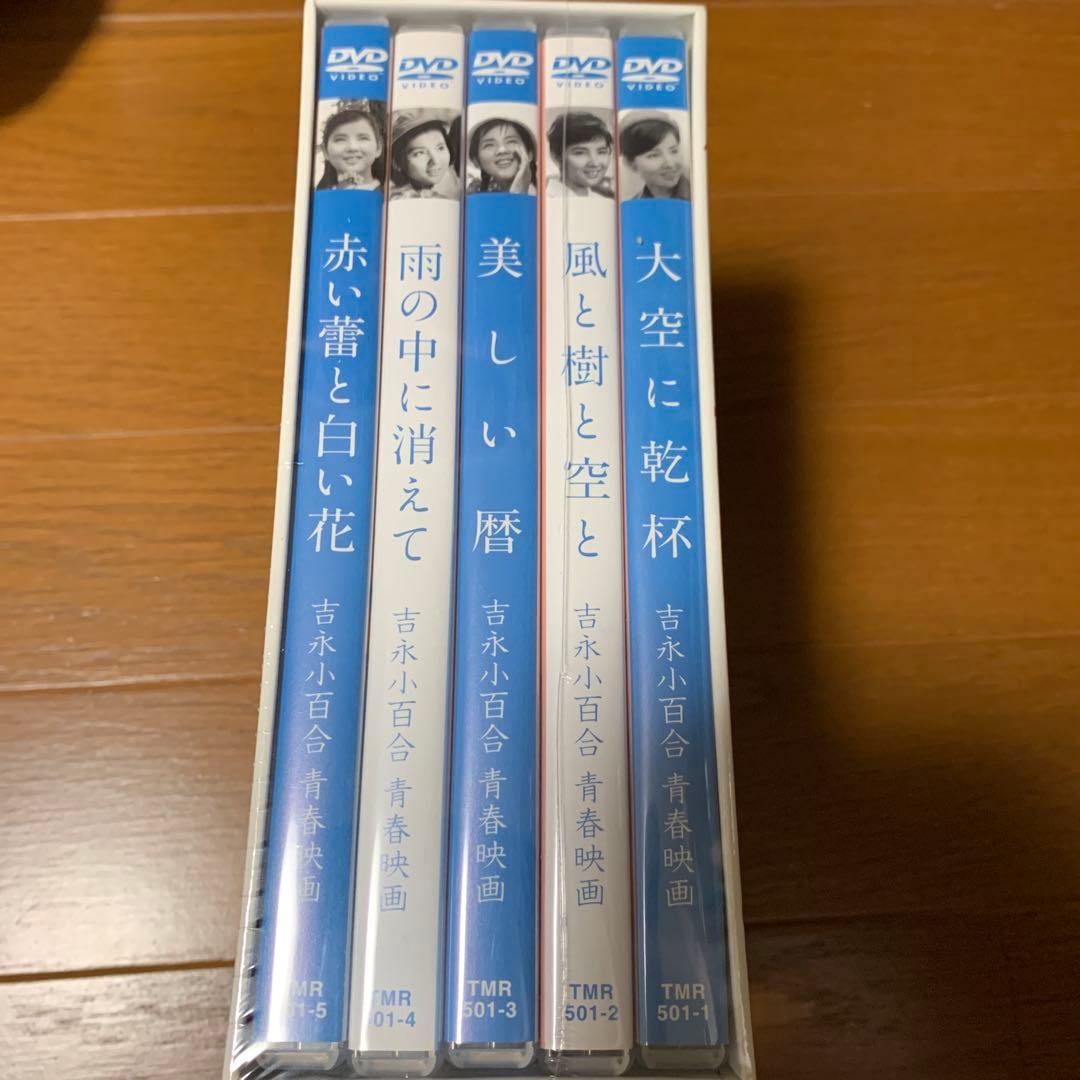 DVD
VIDEO
赤い蕾と白い花
吉永小百合 青春映画
TMR
01-5
DVD
VIDEO
雨の中に消えて
吉永小百合 青春映画
TMR
501-4
DVD
VIDEO
美しい暦
吉永小百合 青春映画
TMR
501-3
DVD
VIDEO
風と樹と空と
吉永小百合 青春映画
TMR
501-2
DVD
VIDEO
大空に乾杯
吉永小百合 青春映画
TMR
501-1